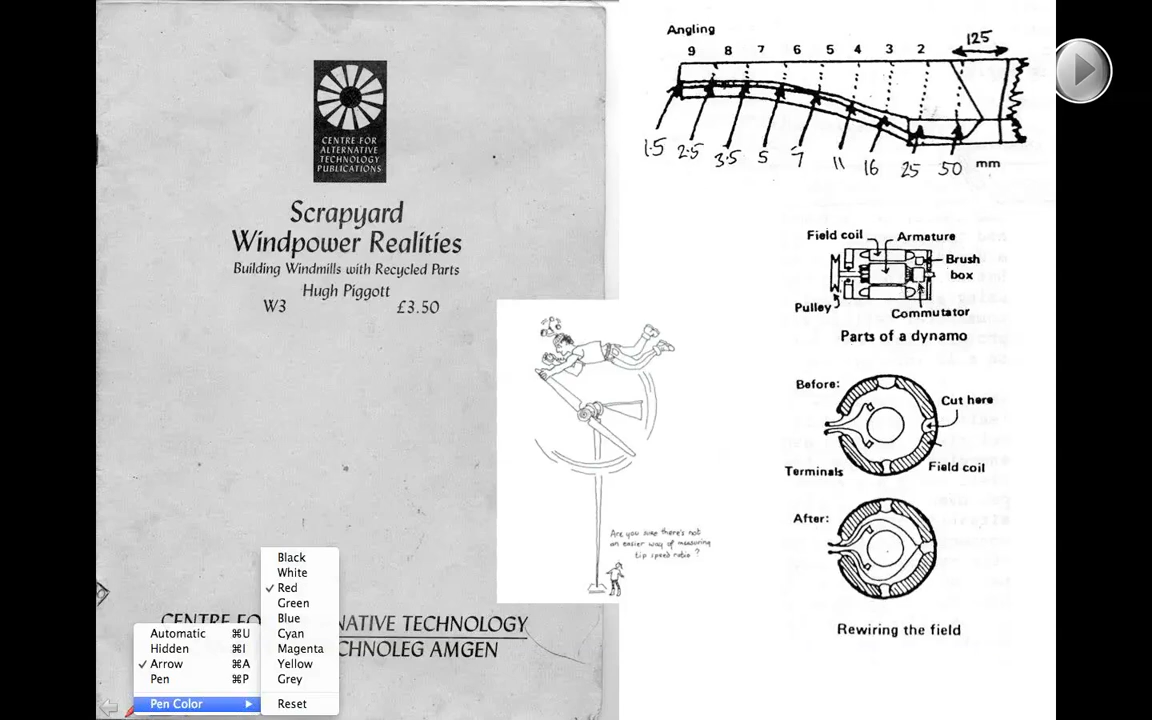 CENTRE FOR
ALTERNATIVE
TECHNOLOGY
PUBLICATIONS
Scrapyard
Windpower Realities
Building Windmills with Recycled Parts
Hugh Piggott
W3 £3.50
NATIVE TECHNOLOGY
CHNOLEG AMGEN
Are you sure there's not
an easier way of measuring
tip speed ratio?
Angling
9 8 7 6 5 4 3 2 125
1.5 2.5 3.5 5 7 11 16 25 50 mm
Field coil
Armature
Brush
box
Pulley
Commutator
Parts of a dynamo
Before:
Cut here
Terminals
Field coil
After:
Rewiring the field
Automatic ⌘U
Hidden ⌘I
✓ Arrow ⌘A
Pen ⌘P
Pen Color
Black
White
✓ Red
Green
Blue
Cyan
Magenta
Yellow
Grey
Reset